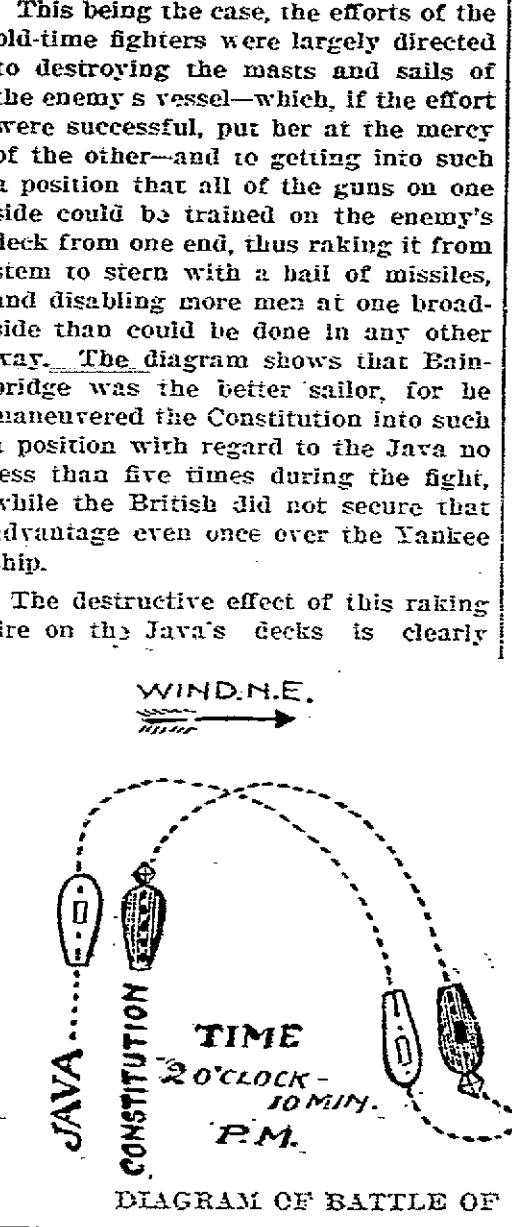 This being the case, the efforts of the
old-time fighters were largely directed
to destroying the masts and sails of
the enemy s vessel—which, if the effort
were successful, put her at the mercy
of the other—and to getting into such
a position that all of the guns on one
side could be trained on the enemy's
deck from one end, thus raking it from
stem to stern with a hail of missiles,
and disabling more men at one broad-
side than could be done in any other
way. The diagram shows that Bain-
bridge was the better sailor, for he
maneuvered the Constitution into such
a position with regard to the Java no
less than five times during the fight,
while the British did not secure that
advantage even once over the Yankee
ship.
The destructive effect of this raking
fire on the Java's decks is clearly
WIND.N.E.
JAVA
CONSTITUTION
TIME
2 O'CLOCK-
10 MIN.
P.M.
DIAGRAM OF BATTLE OF